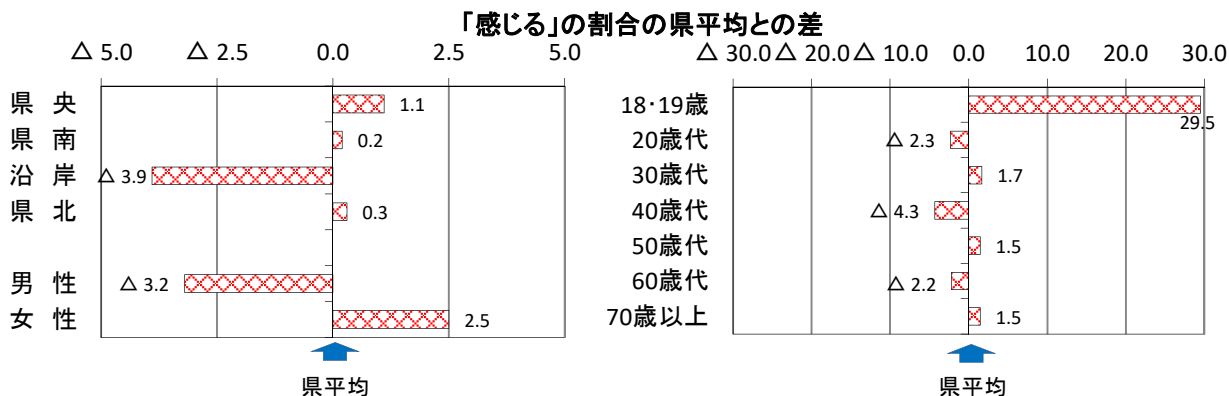 「感じる」の割合の県平均との差
△ 5.0 △ 2.5 0.0 2.5 5.0
県 央 1.1
県 南 0.2
沿 岸 △ 3.9
県 北 0.3
男 性 △ 3.2
女 性 2.5
県平均
△ 30.0 △ 20.0 △ 10.0 0.0 10.0 20.0 30.0
18・19歳 29.5
20歳代 △ 2.3
30歳代 1.7
40歳代 △ 4.3
50歳代 1.5
60歳代 △ 2.2
70歳以上 1.5
県平均